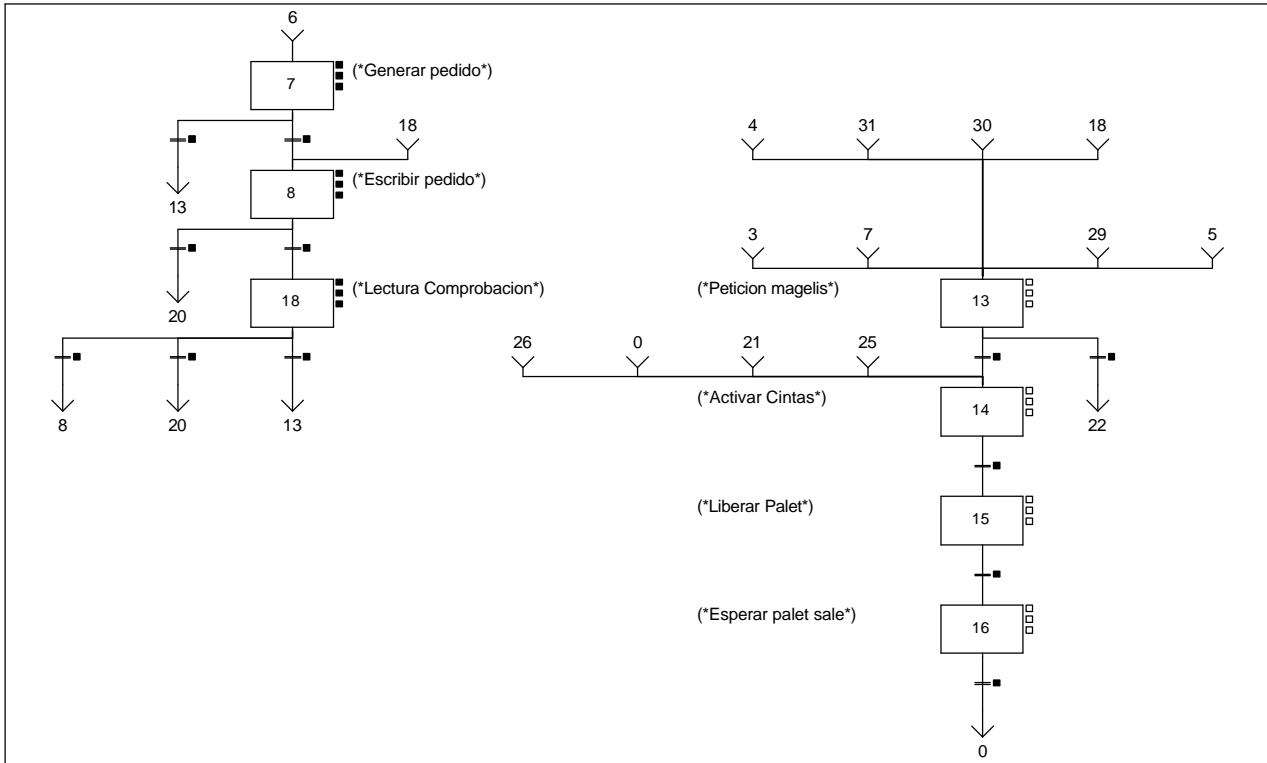 6
7 (*Generar pedido*)
18
4 31 30 18
8 (*Escribir pedido*)
13
3 7 29 5
(*Peticion magelis*) 13
18 (*Lectura Comprobacion*)
20
26 0 21 25
(*Activar Cintas*) 14
8 20 13 22
(*Liberar Palet*) 15
(*Esperar palet sale*) 16
0